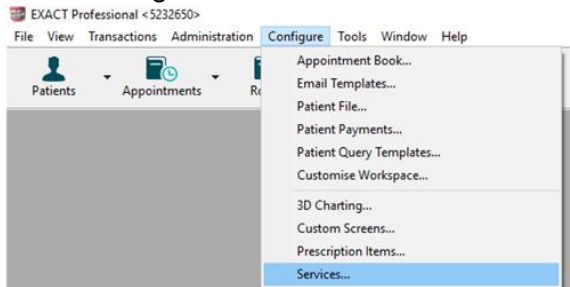 EXACT Professional <5232650>
File View Transactions Administration Configure Tools Window Help
Patients Appointments
Appointment Book...
Email Templates...
Patient File...
Patient Payments...
Patient Query Templates...
Customise Workspace...
3D Charting...
Custom Screens...
Prescription Items...
Services...